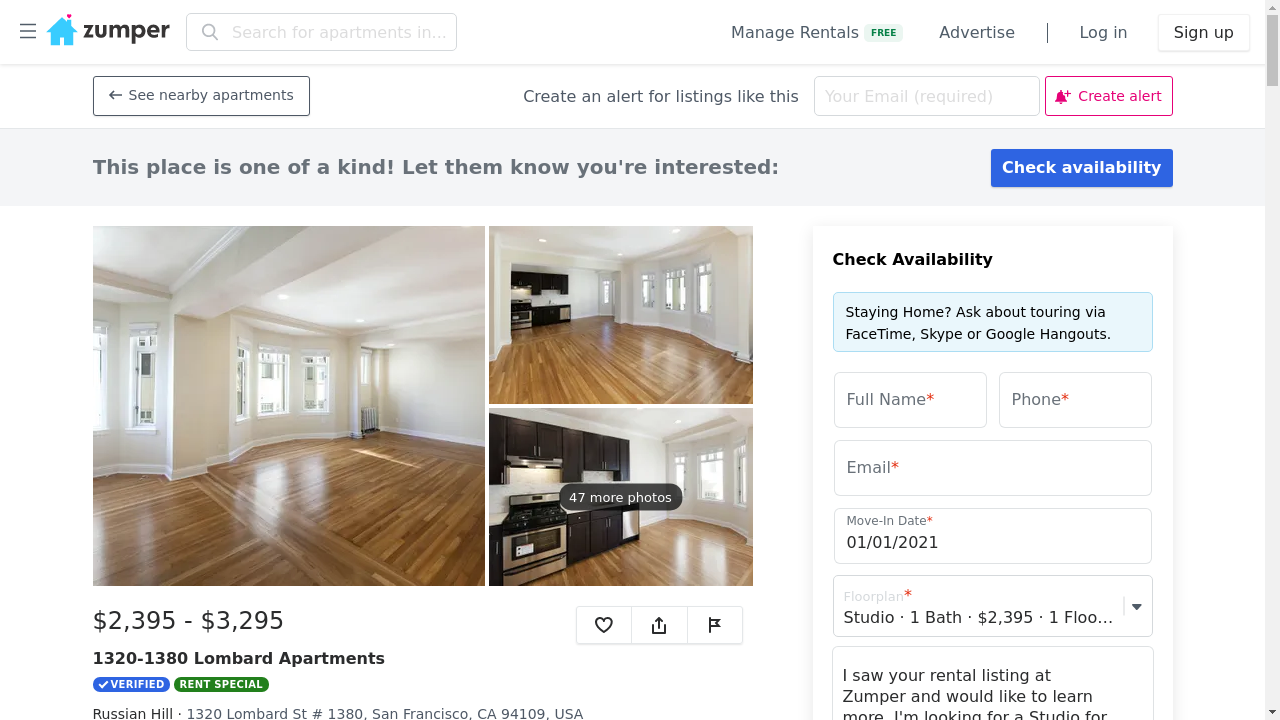 zumper
Search for apartments in...
Manage Rentals FREE
Advertise
Log in
Sign up
See nearby apartments
Create an alert for listings like this
Your Email (required)
Create alert
This place is one of a kind! Let them know you're interested:
Check availability
47 more photos
$2,395 - $3,295
1320-1380 Lombard Apartments
VERIFIED
RENT SPECIAL
Russian Hill · 1320 Lombard St # 1380, San Francisco, CA 94109, USA
Check Availability
Staying Home? Ask about touring via
FaceTime, Skype or Google Hangouts.
Full Name*
Phone*
Email*
Move-In Date*
01/01/2021
Floorplan*
Studio · 1 Bath · $2,395 · 1 Floo...
I saw your rental listing at
Zumper and would like to learn
more. I'm looking for a Studio for